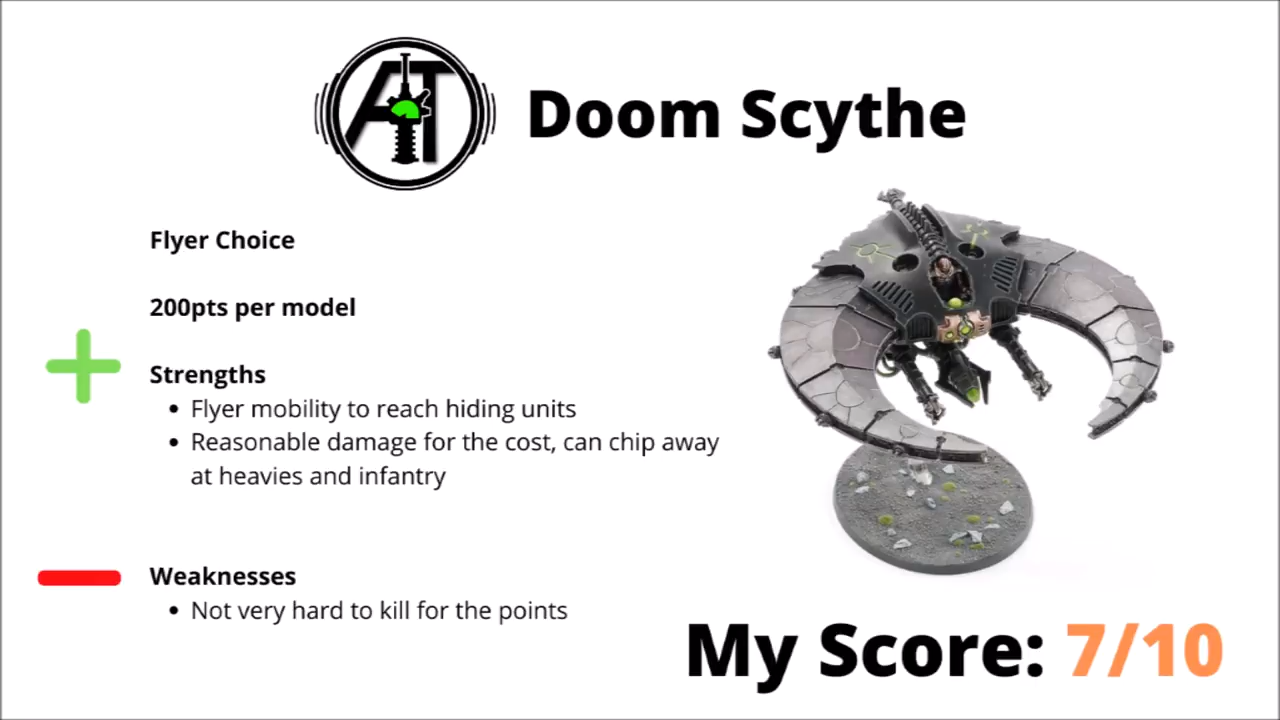 AT
Doom Scythe
Flyer Choice
200pts per model
Strengths
• Flyer mobility to reach hiding units
• Reasonable damage for the cost, can chip away
at heavies and infantry
Weaknesses
• Not very hard to kill for the points
My Score: 7/10